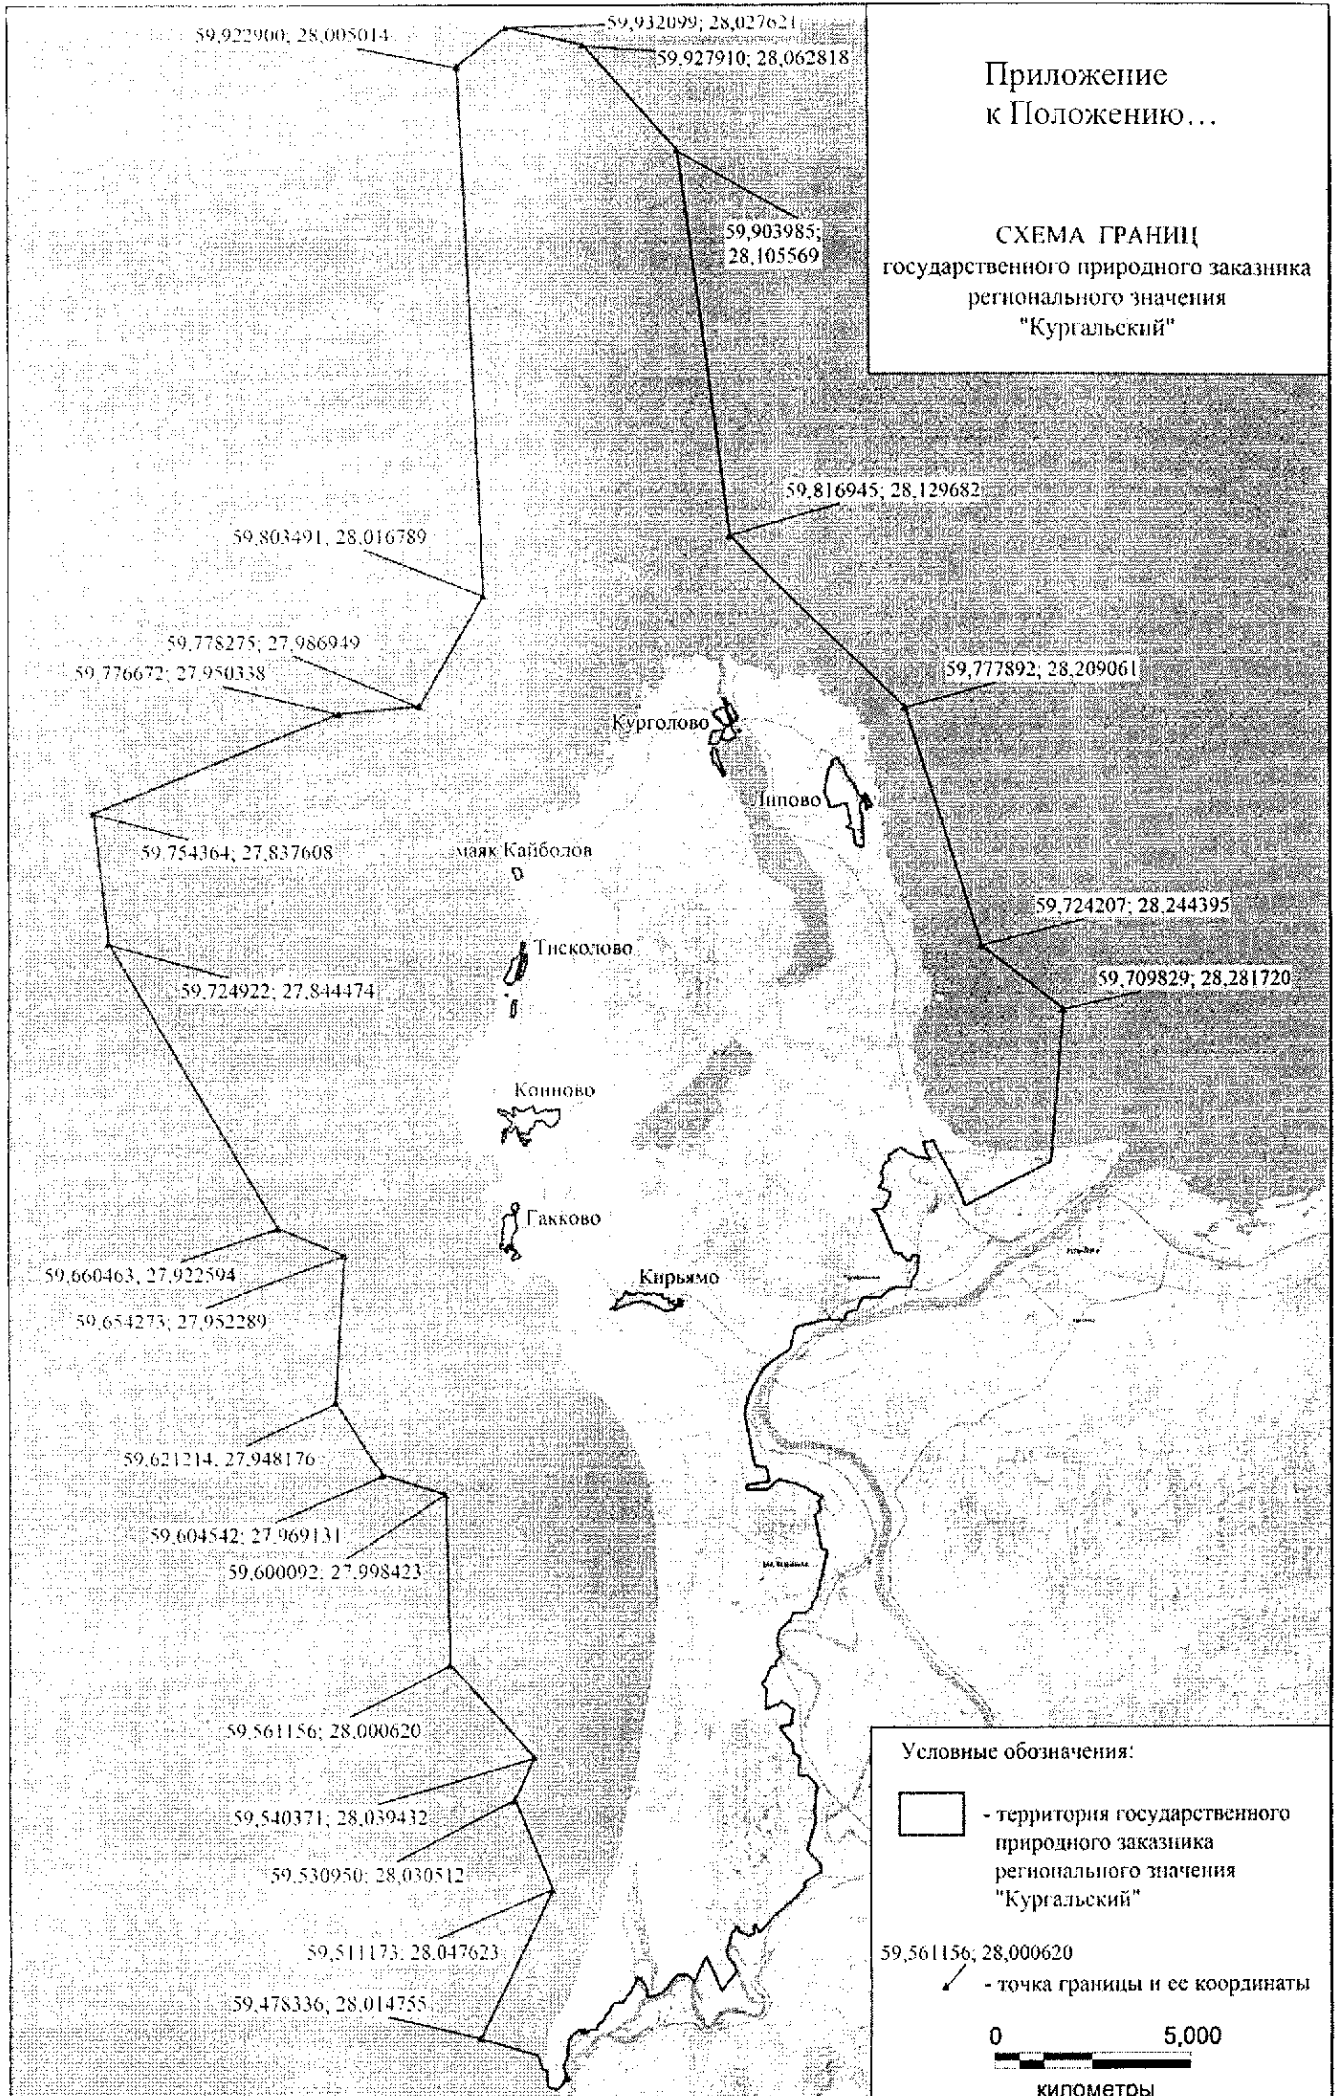 59,922900; 28,005014
59,932099; 28,027621
59,927910; 28,062818
Приложение
к Положению...
59,903985;
28,105569
СХЕМА ГРАНИЦ
государственного природного заказника
регионального значения
"Кургальский"
59,816945; 28,129682
59,803491, 28,016789
59,778275; 27,986949
59,776672; 27,950338
59,777892; 28,209061
Курголово
Липово
59,754364; 27,837608
маяк Кайболов
59,724207; 28,244395
Тисколово
59,709829; 28,281720
59,724922; 27,844474
Конново
Гакково
59,660463, 27,922594
Кирьямо
59,654273; 27,952289
59,621214, 27,948176
59,604542; 27,969131
59,600092; 27,998423
59,561156; 28,000620
59,540371; 28,039432
59,530950; 28,030512
59,511173; 28,047623
59,478336; 28,014755
Условные обозначения:
- территория государственного
природного заказника
регионального значения
"Кургальский"
59,561156; 28,000620
- точка границы и ее координаты
0 5,000
километры